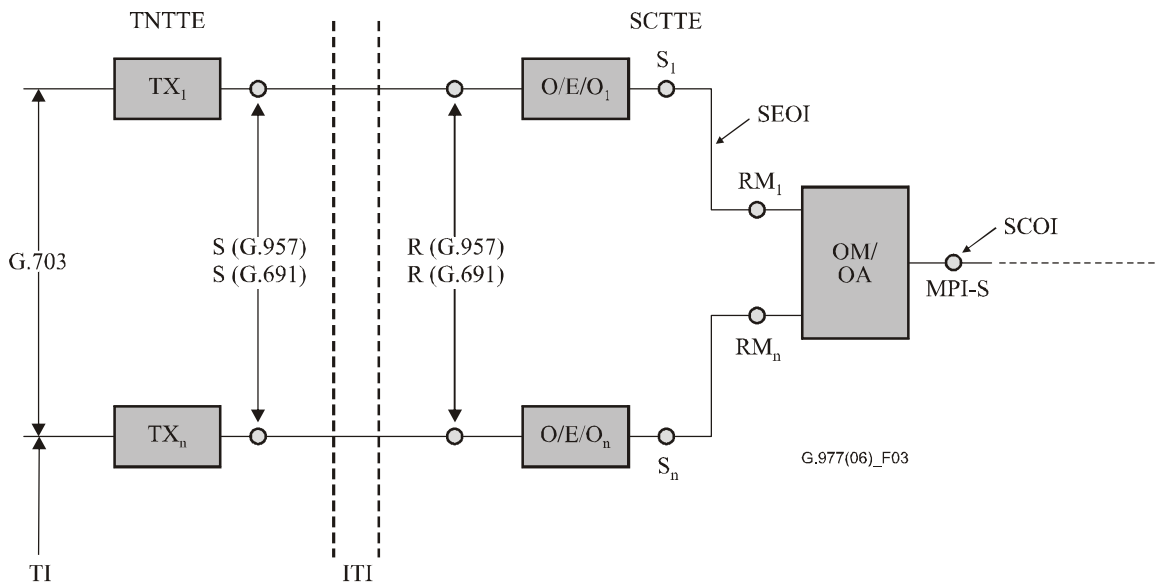 TNTTE
SCTTE
TX1
O/E/O1
S1
SEOI
RM1
G.703
S (G.957)
S (G.691)
R (G.957)
R (G.691)
OM/
OA
SCOI
MPI-S
RMn
TXn
O/E/On
Sn
G.977(06)_F03
TI
ITI